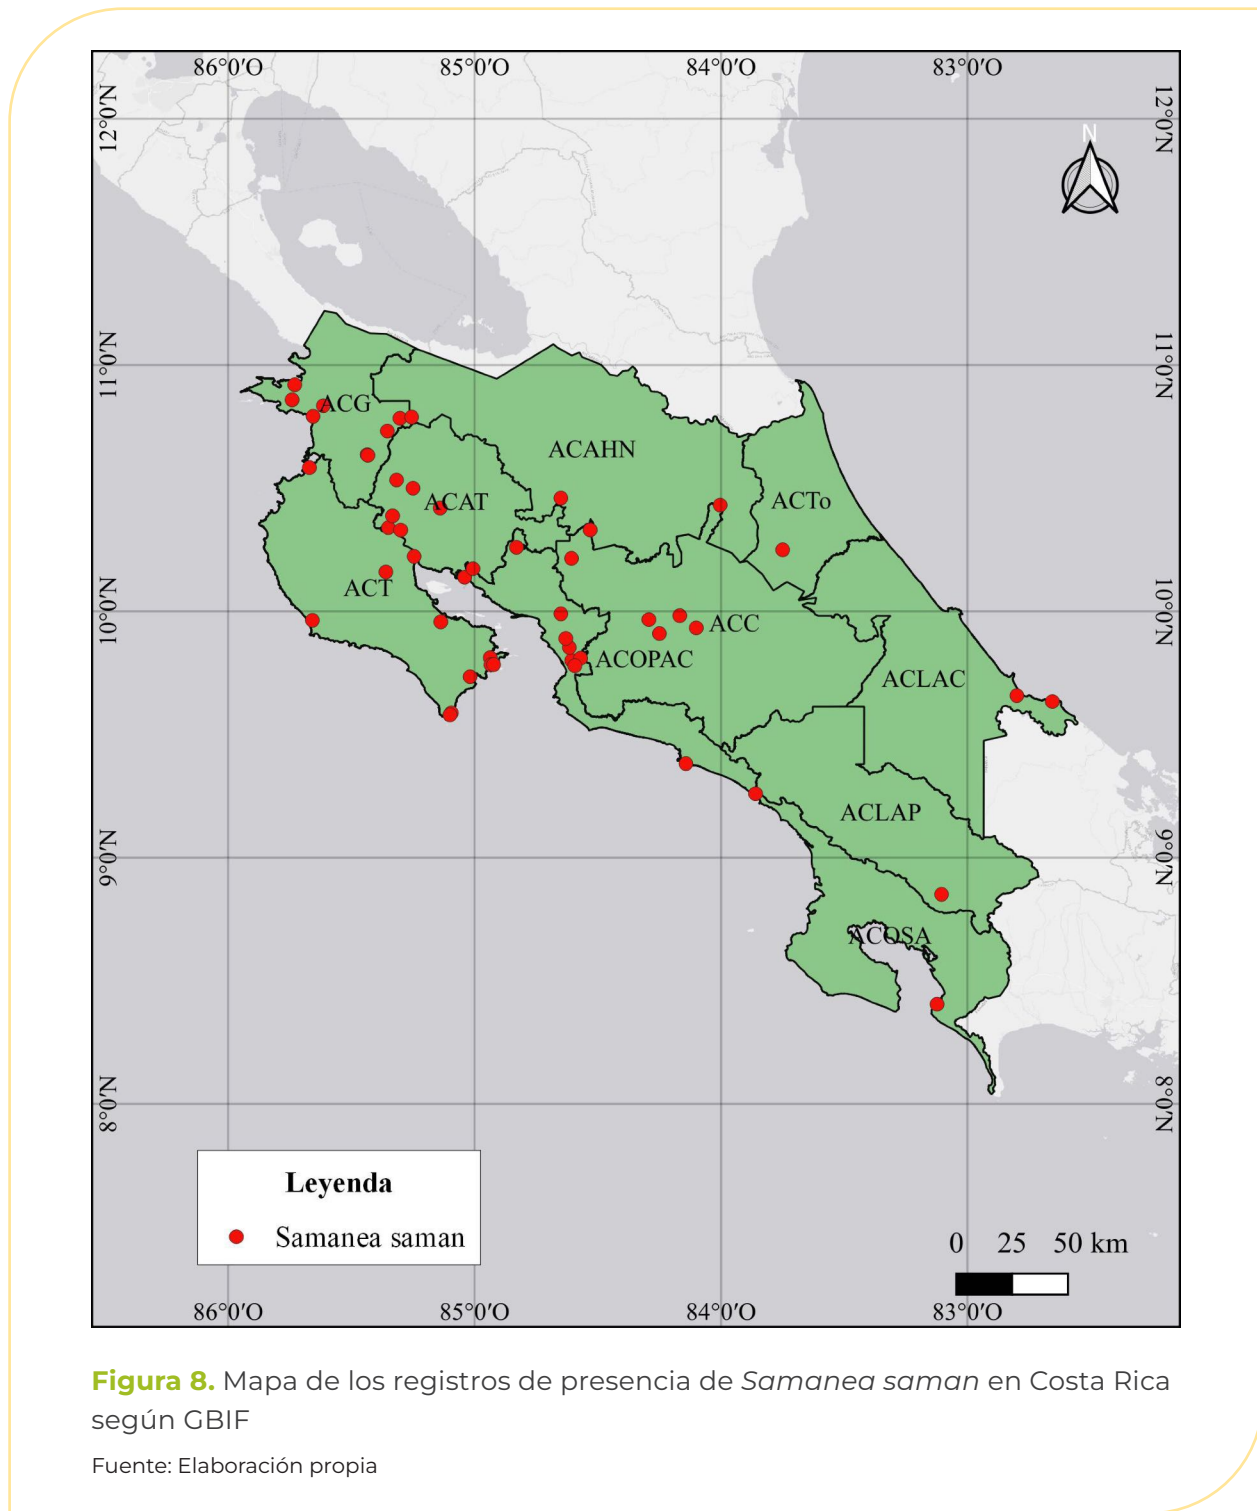 86°0′O 85°0′O 84°0′O 83°0′O
12°0′N 12°0′N
N
11°0′N 11°0′N
ACG
ACAHN
ACAT
ACTo
ACT
10°0′N 10°0′N
ACC
ACOPAC
ACLAC
ACLAP
9°0′N 9°0′N
ACOSA
8°0′N 8°0′N
Leyenda
Samanea saman
0 25 50 km
86°0′O 85°0′O 84°0′O 83°0′O
Figura 8. Mapa de los registros de presencia de Samanea saman en Costa Rica
según GBIF
Fuente: Elaboración propia